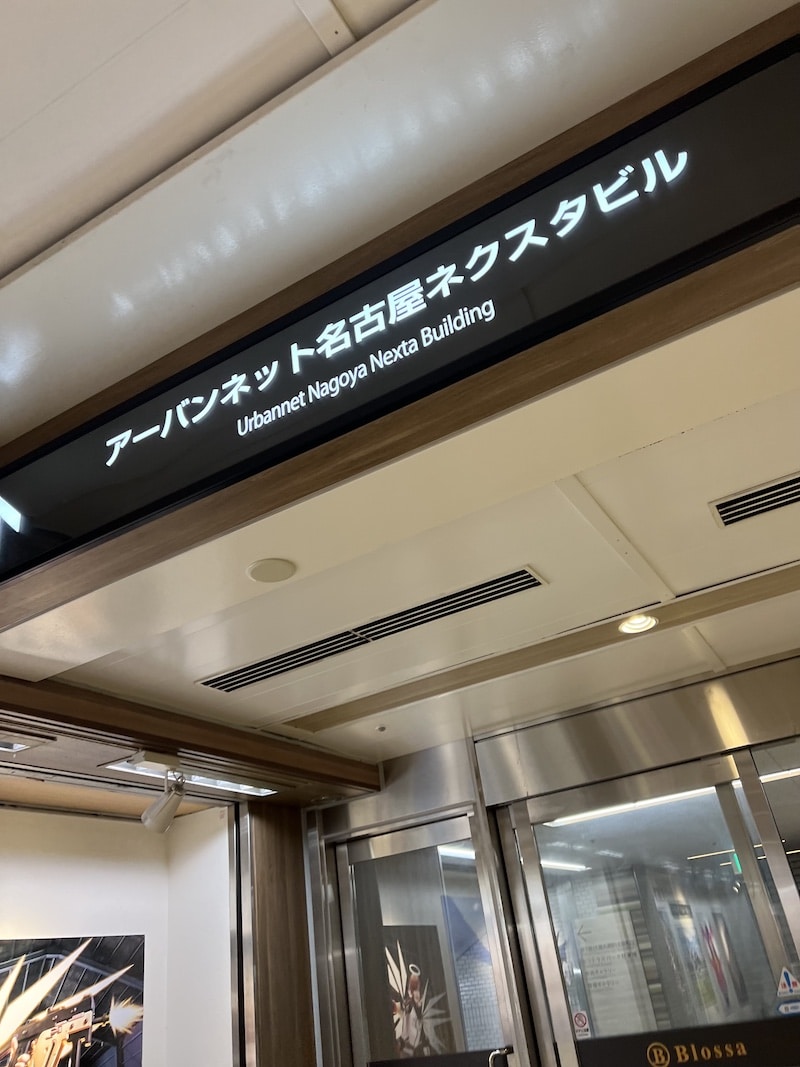 アーバンネット名古屋ネクスタビル
Urbannet Nagoya Nexta Building
B Blossa